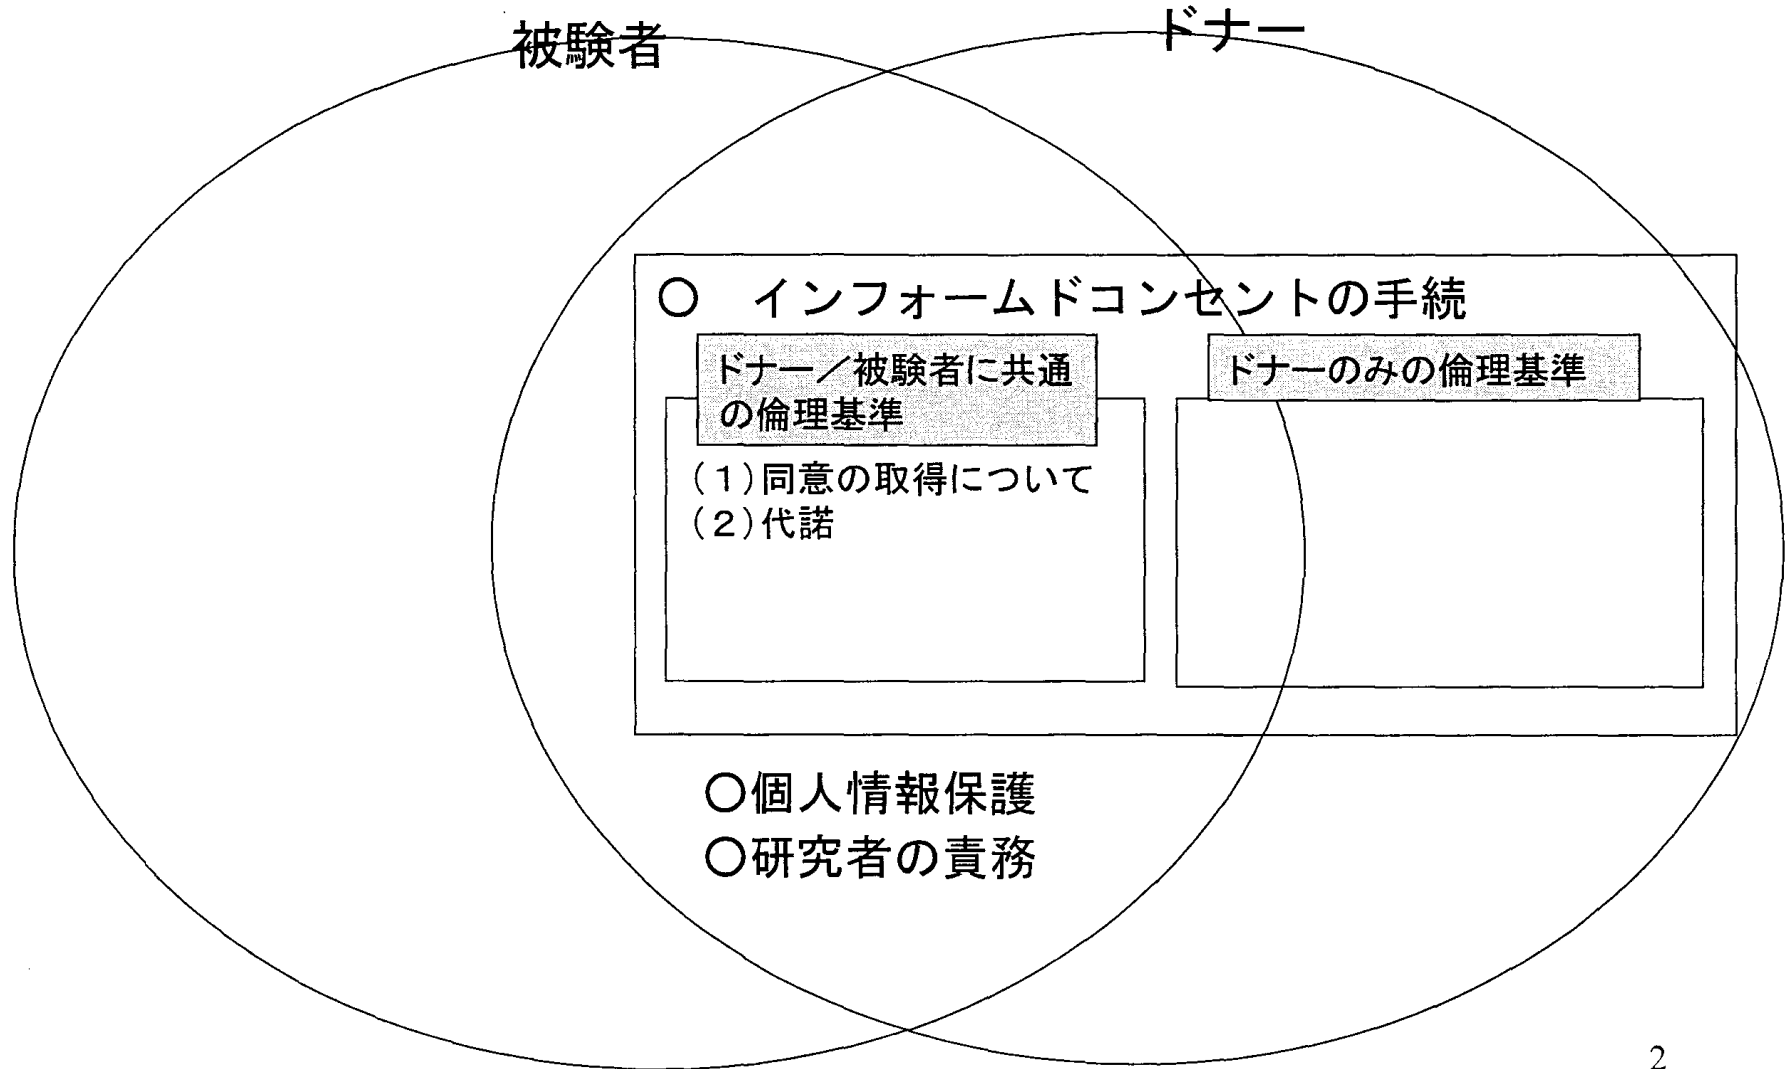 被験者
ドナー
○　インフォームドコンセントの手続
ドナー／被験者に共通
の倫理基準
（１）同意の取得について
（２）代諾
ドナーのみの倫理基準
○個人情報保護
○研究者の責務
2